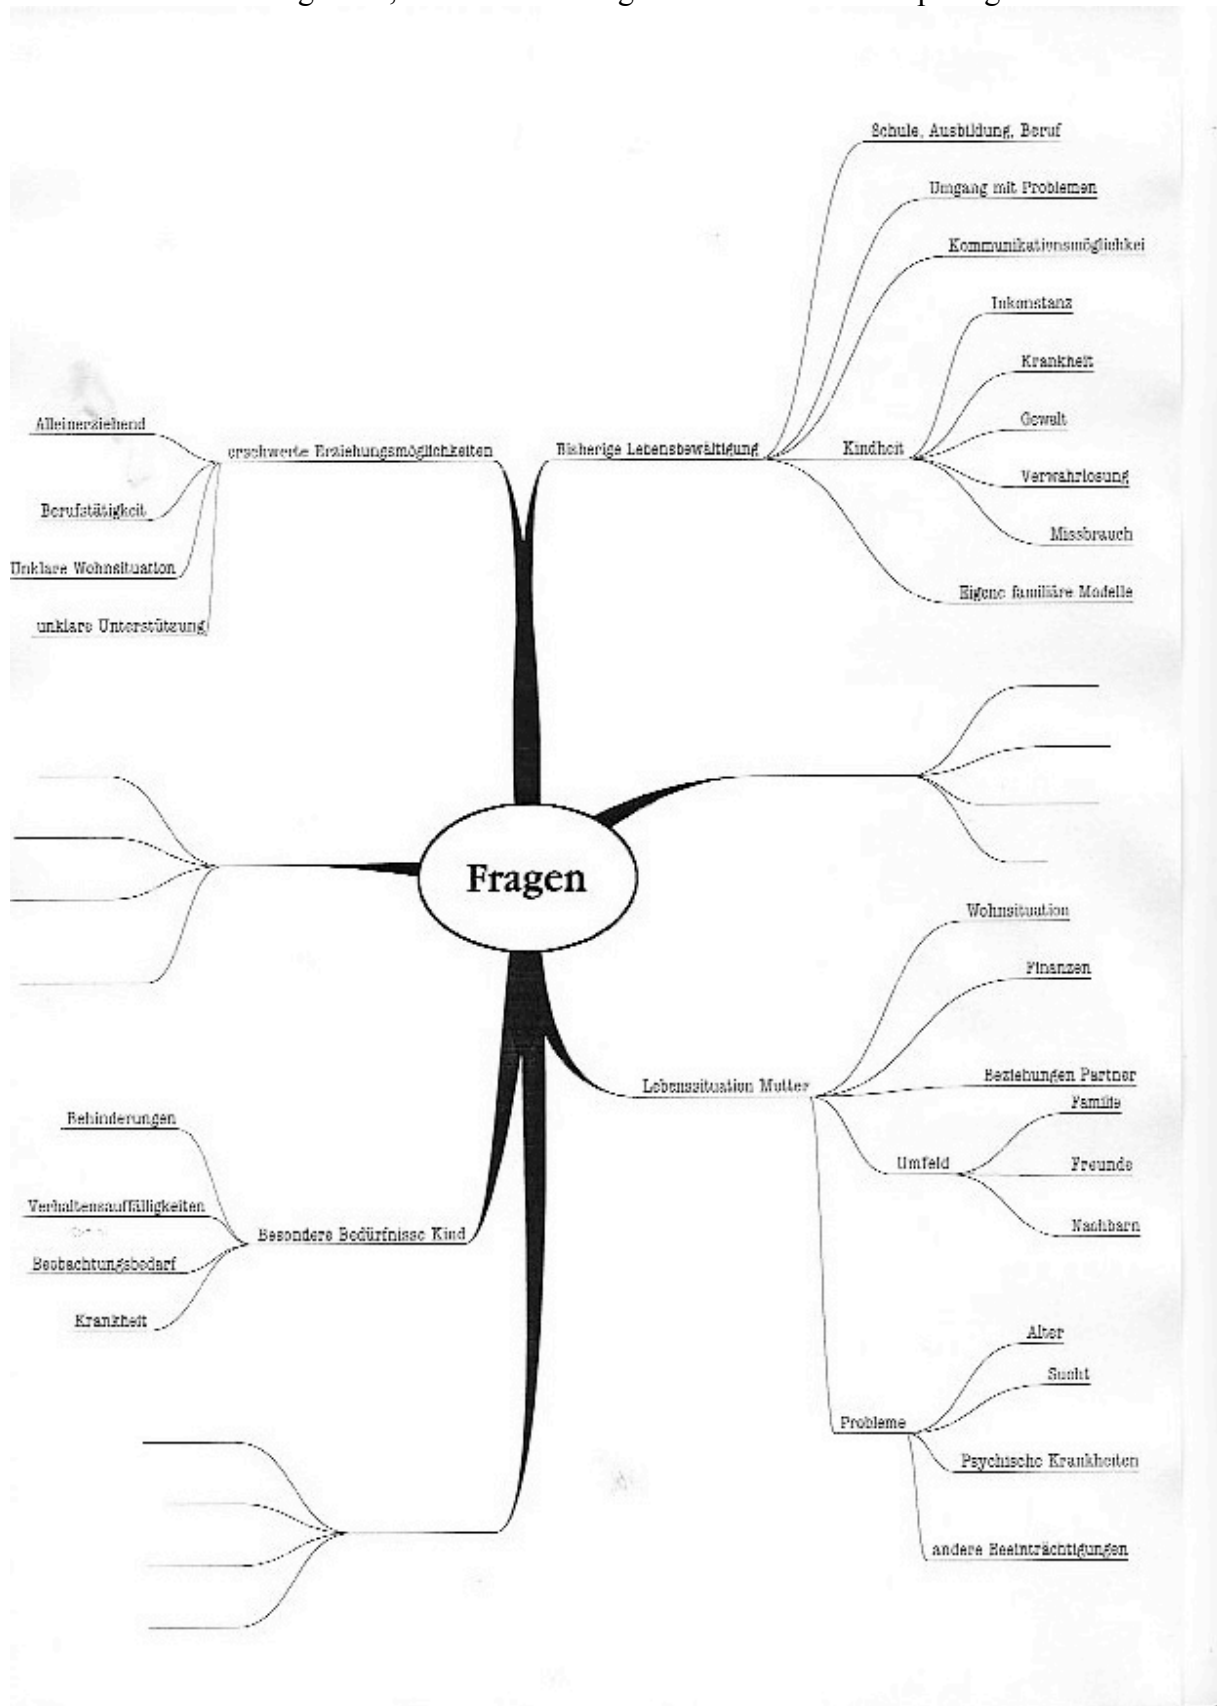 Schule, Ausbildung, Beruf
Umgang mit Problemen
Kommunikationsmöglichkei
Inkonstanz
Krankheit
Gewalt
Verwahrlosung
Missbrauch
Kindheit
Eigene familiäre Modelle
Bisherige Lebensbewältigung
erschwerte Erziehungsmöglichkeiten
Alleinerziehend
Berufstätigkeit
Unklare Wohnsituation
unklare Unterstützung
Fragen
Wohnsituation
Finanzen
Beziehungen Partner
Familie
Umfeld
Freunde
Nachbarn
Lebenssituation Mutter
Behinderungen
Verhaltensauffälligkeiten
Besondere Bedürfnisse Kind
Beobachtungsbedarf
Krankheit
Alter
Sucht
Probleme
Psychische Krankheiten
andere Beeinträchtigungen